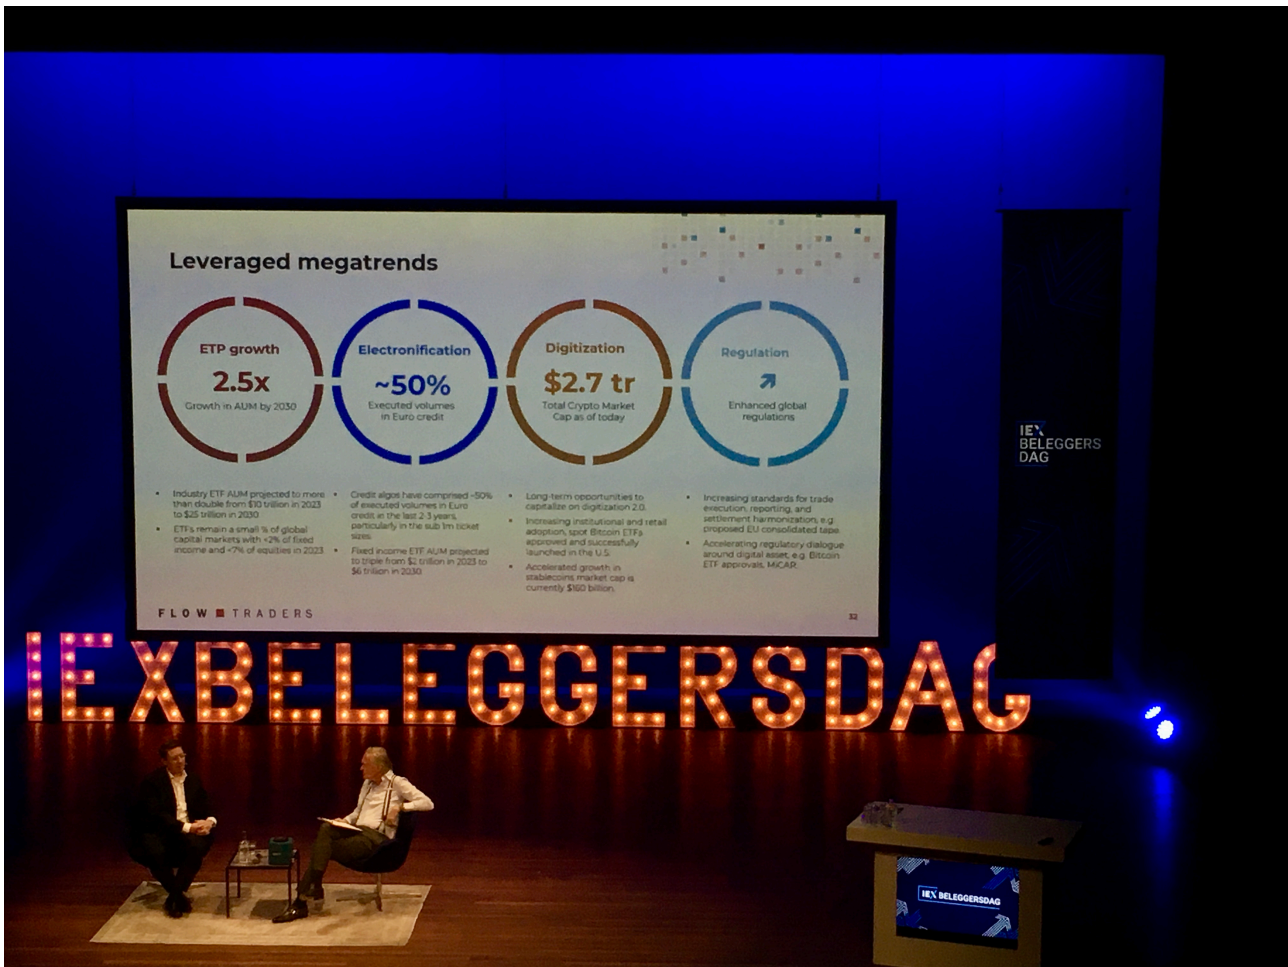 Leveraged megatrends
ETP growth
2.5x
Growth in AUM by 2030
Electronification
~50%
Executed volumes
in Euro credit
Digitization
$2.7 tr
Total Crypto Market
Cap as of today
Regulation
Enhanced global
regulations
• Industry ETF AUM projected to more
than double from $10 trillion in 2023
to $25 trillion in 2030
• ETFs remain a small % of global
capital markets with <2% of fixed
income and <7% of equities in 2023
• Credit algos have comprised ~50%
of executed volumes in Euro
credit in the last 2-3 years,
particularly in the sub 1m ticket
sizes
• Fixed income ETF AUM projected
to triple from $2 trillion in 2023 to
$6 trillion in 2030
• Long-term opportunities to
capitalize on digitization 2.0.
• Increasing institutional and retail
adoption, spot Bitcoin ETFs
approved and successfully
launched in the U.S.
• Accelerated growth in
stablecoins, market cap is
currently $160 billion.
• Increasing standards for trade
execution, reporting, and
settlement harmonization, e.g.
proposed EU consolidated tape.
• Accelerating regulatory dialogue
around digital asset, e.g. Bitcoin
ETF approvals, MiCAR.
FLOW TRADERS
32
IEX
BELEGGERS
DAG
IEXBELEGGERSDAG
IEX BELEGGERSDAG